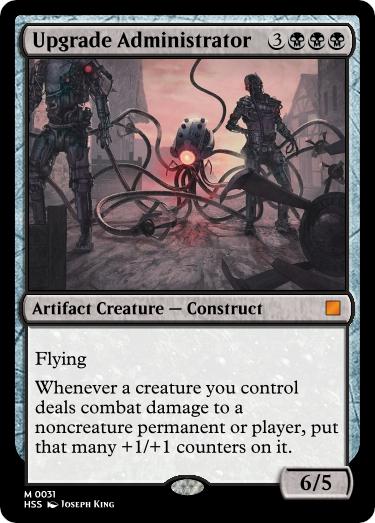 Upgrade Administrator 3
Artifact Creature — Construct
Flying
Whenever a creature you control
deals combat damage to a
noncreature permanent or player, put
that many +1/+1 counters on it.
6/5
M 0031
HSS Joseph King